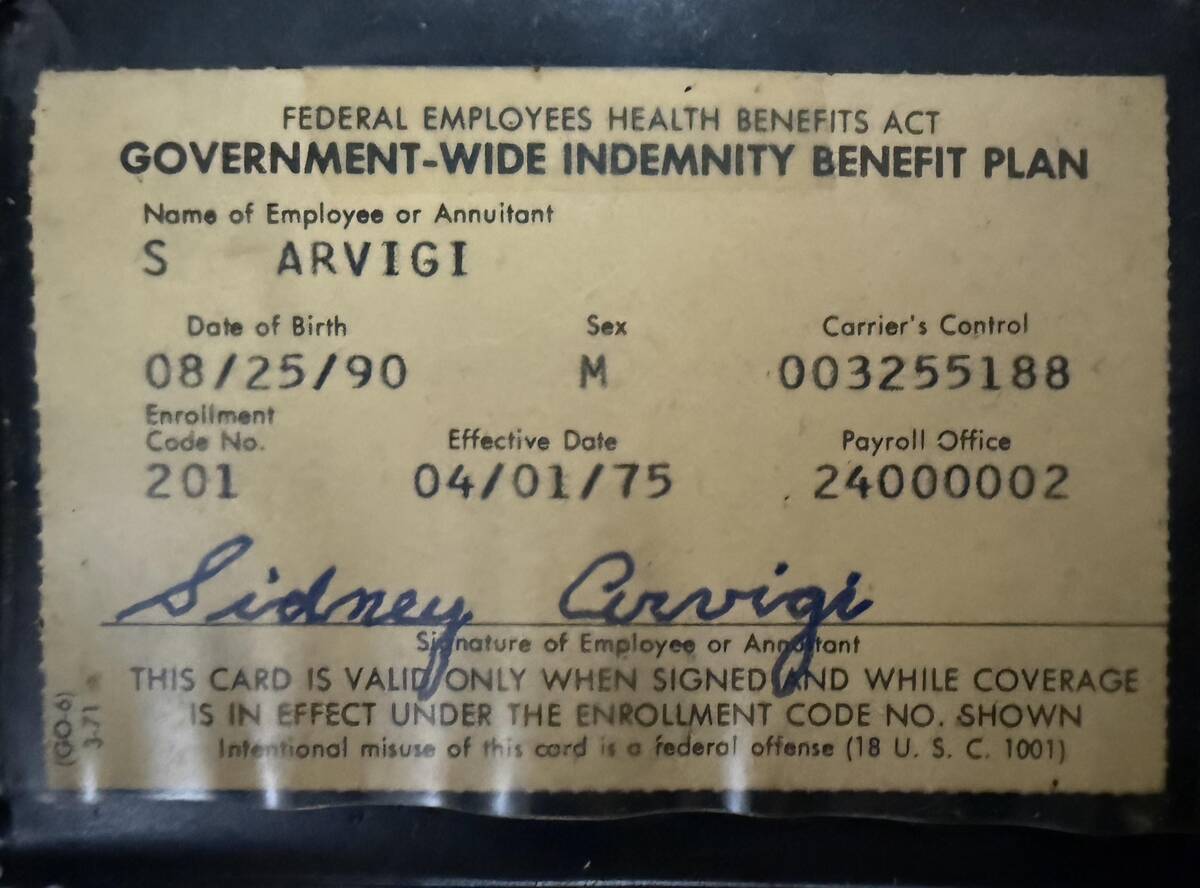 FEDERAL EMPLOYEES HEALTH BENEFITS ACT
GOVERNMENT-WIDE INDEMNITY BENEFIT PLAN
Name of Employee or Annuitant
S ARVIGI
Date of Birth Sex Carrier's Control
08/25/90 M 003255188
Enrollment
Code No. Effective Date Payroll Office
201 04/01/75 24000002
Sidney Arvigi
Signature of Employee or Annuitant
THIS CARD IS VALID ONLY WHEN SIGNED AND WHILE COVERAGE
IS IN EFFECT UNDER THE ENROLLMENT CODE NO. SHOWN
Intentional misuse of this card is a federal offense (18 U. S. C. 1001)
(GO-6)
3-71